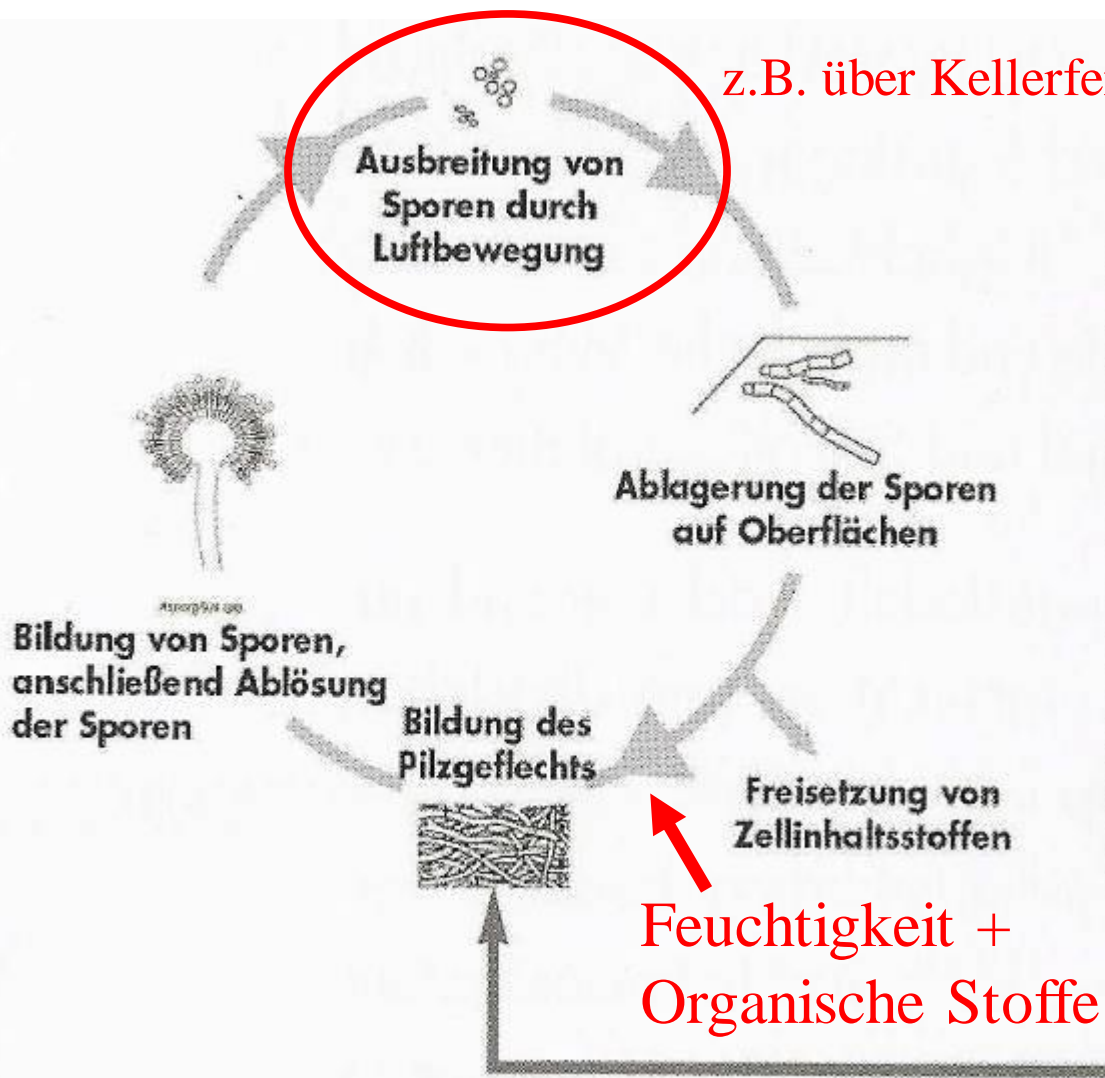 z.B. über Kellerfe
Ausbreitung von
Sporen durch
Luftbewegung
Ablagerung der Sporen
auf Oberflächen
Bildung von Sporen,
anschließend Ablösung
der Sporen
Bildung des
Pilzgeflechts
Freisetzung von
Zellinhaltsstoffen
Feuchtigkeit +
Organische Stoffe